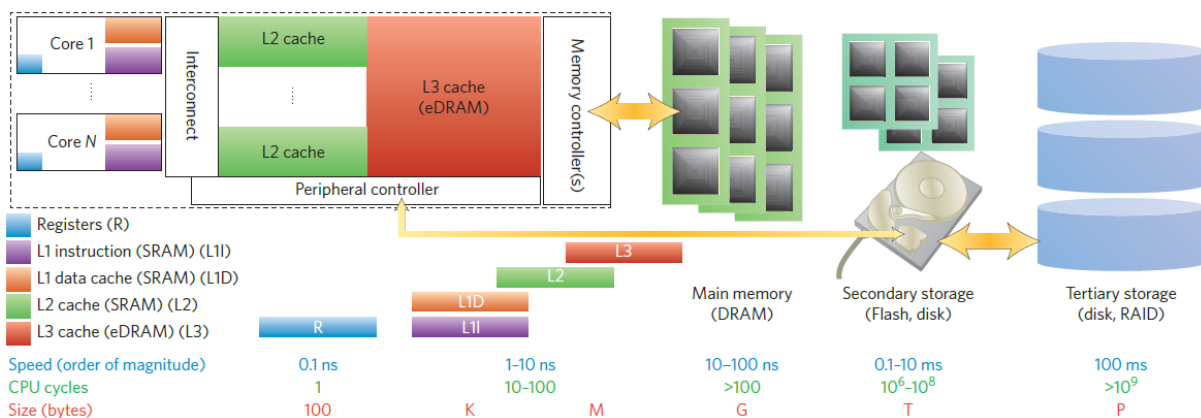 Core 1
Core N
Interconnect
L2 cache
L2 cache
L3 cache
(eDRAM)
Memory controller(s)
Peripheral controller
Registers (R)
L1 instruction (SRAM) (L1I)
L1 data cache (SRAM) (L1D)
L2 cache (SRAM) (L2)
L3 cache (eDRAM) (L3)
L3
L2
L1D
R
L1I
Main memory
(DRAM)
Secondary storage
(Flash, disk)
Tertiary storage
(disk, RAID)
Speed (order of magnitude) 0.1 ns 1–10 ns 10–100 ns 0.1–10 ms 100 ms
CPU cycles 1 10–100 >100 10⁶–10⁸ >10⁹
Size (bytes) 100 K M G T P